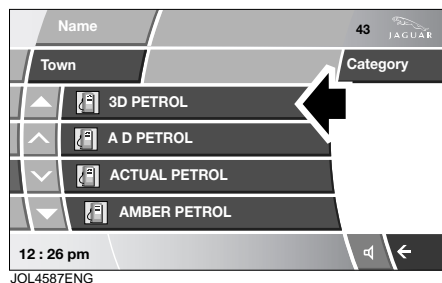 Name 43 JAGUAR
Town Category
3D PETROL
A D PETROL
ACTUAL PETROL
AMBER PETROL
12 : 26 pm
JOL4587ENG